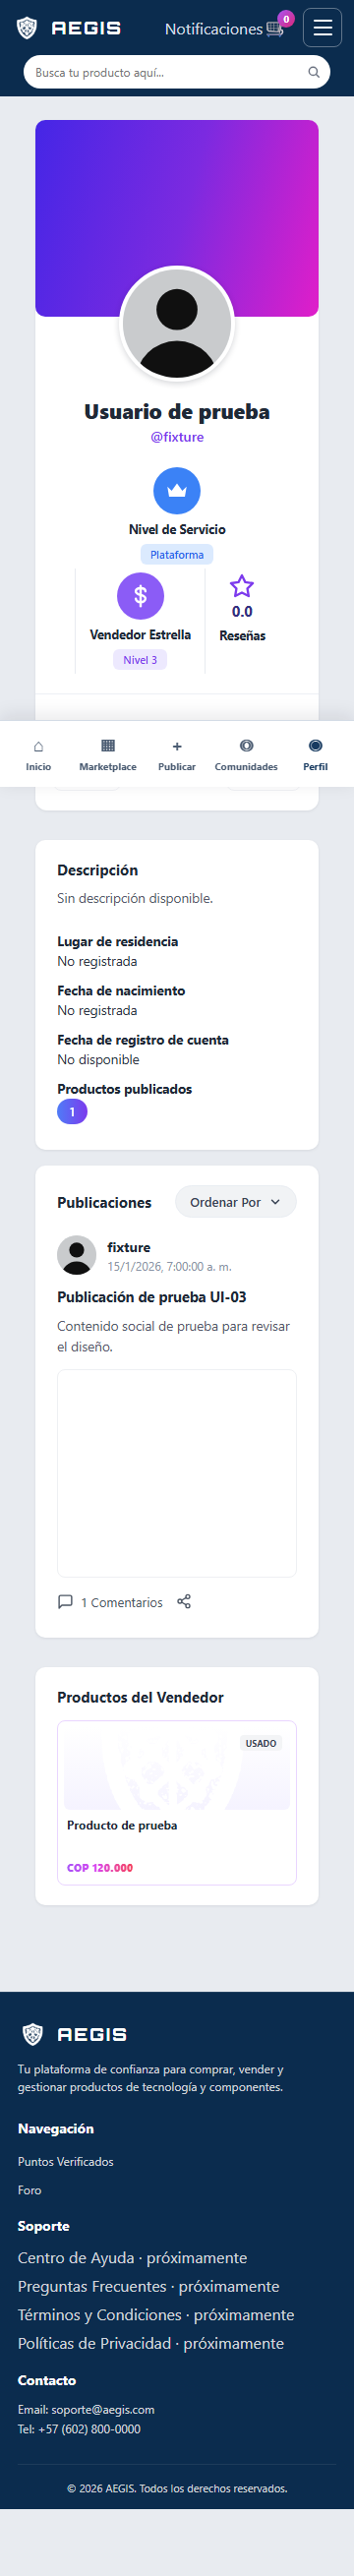 AEGIS
Notificaciones
0
Busca tu producto aquí...
Usuario de prueba
@fixture
Nivel de Servicio
Plataforma
Vendedor Estrella
Nivel 3
0.0
Reseñas
Inicio
Marketplace
Publicar
Comunidades
Perfil
Descripción
Sin descripción disponible.
Lugar de residencia
No registrada
Fecha de nacimiento
No registrada
Fecha de registro de cuenta
No disponible
Productos publicados
1
Publicaciones
Ordenar Por
fixture
15/1/2026, 7:00:00 a. m.
Publicación de prueba UI-03
Contenido social de prueba para revisar
el diseño.
1 Comentarios
Productos del Vendedor
USADO
Producto de prueba
COP 120.000
AEGIS
Tu plataforma de confianza para comprar, vender y
gestionar productos de tecnología y componentes.
Navegación
Puntos Verificados
Foro
Soporte
Centro de Ayuda · próximamente
Preguntas Frecuentes · próximamente
Términos y Condiciones · próximamente
Políticas de Privacidad · próximamente
Contacto
Email: soporte@aegis.com
Tel: +57 (602) 800-0000
© 2026 AEGIS. Todos los derechos reservados.